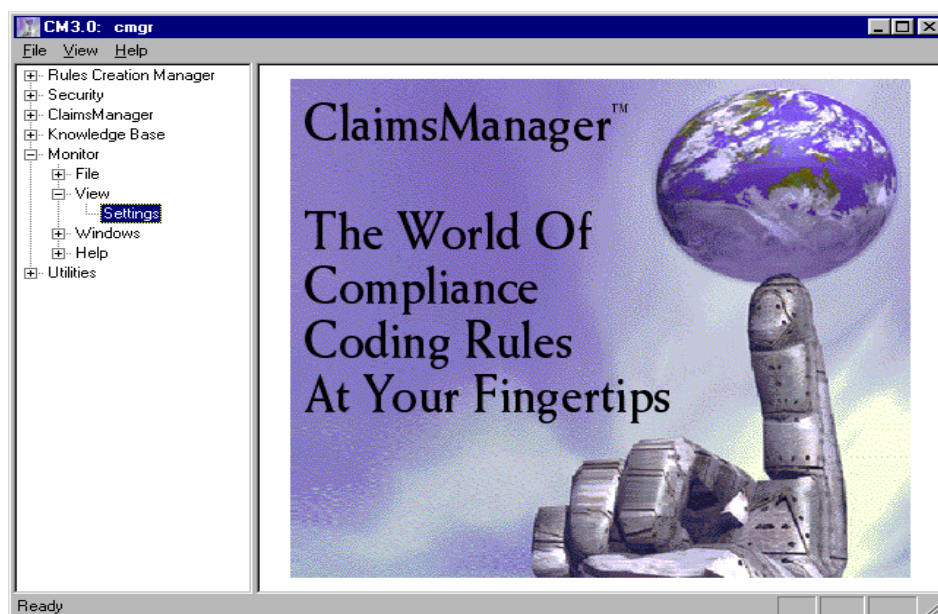 CM3.0: cmgr
File View Help
Rules Creation Manager
Security
ClaimsManager
Knowledge Base
Monitor
File
View
Settings
Windows
Help
Utilities
ClaimsManager™
The World Of
Compliance
Coding Rules
At Your Fingertips
Ready